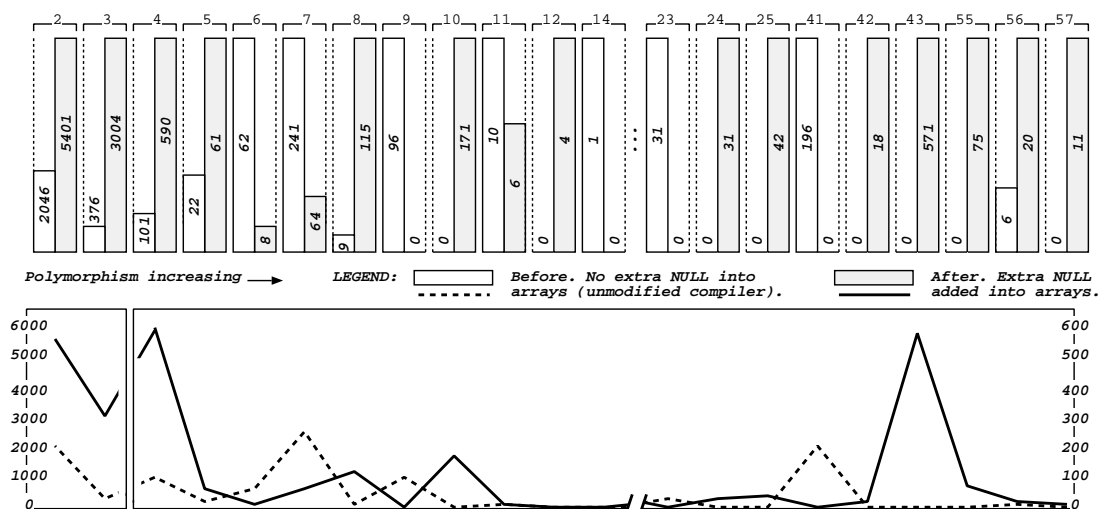 2 3 4 5 6 7 8 9 10 11 12 14 23 24 25 41 42 43 55 56 57
2046 5401 376 3004 101 590 22 61 62 8 241 64 9 115 96 0 0 171 10 6 0 4 1 0 ... 31 0 0 31 0 42 196 0 0 18 0 571 0 75 6 20 0 11
Polymorphism increasing LEGEND: Before. No extra NULL into After. Extra NULL
arrays (unmodified compiler). added into arrays.
6000 600
5000 500
4000 400
3000 300
2000 200
1000 100
0 0